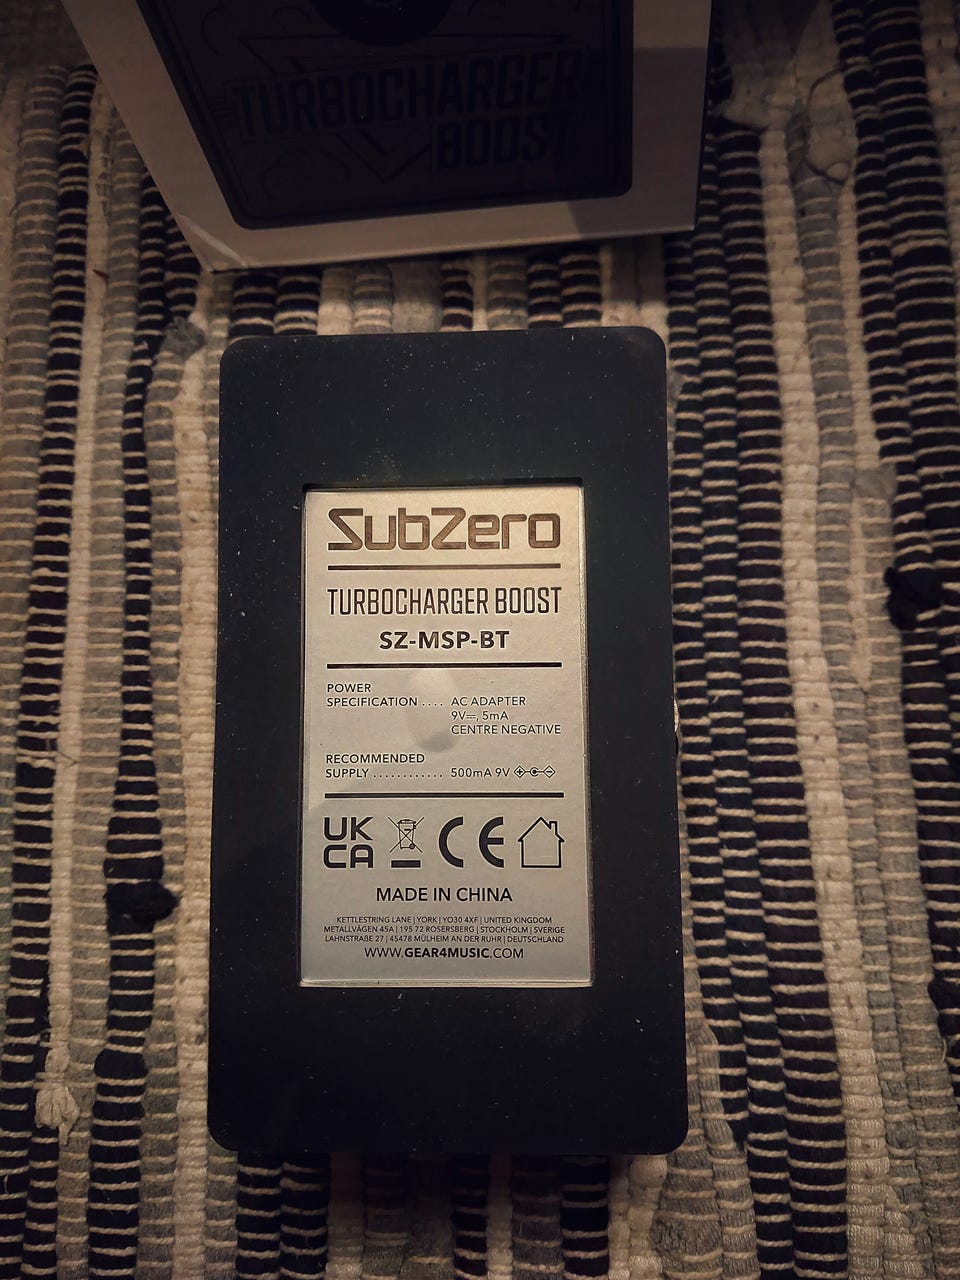 TURBOCHARGER
BOOST
SubZero
TURBOCHARGER BOOST
SZ-MSP-BT
POWER
SPECIFICATION .... AC ADAPTER
9V⎓, 5mA
CENTRE NEGATIVE
RECOMMENDED
SUPPLY ............ 500mA 9V
UK
CA
CE
MADE IN CHINA
KETTLESTRING LANE | YORK | YO30 4XF | UNITED KINGDOM
METALLVÄGEN 45A | 195 72 ROSERSBERG | STOCKHOLM | SVERIGE
LAHNSTRAßE 27 | 45478 MÜLHEIM AN DER RUHR | DEUTSCHLAND
WWW.GEAR4MUSIC.COM